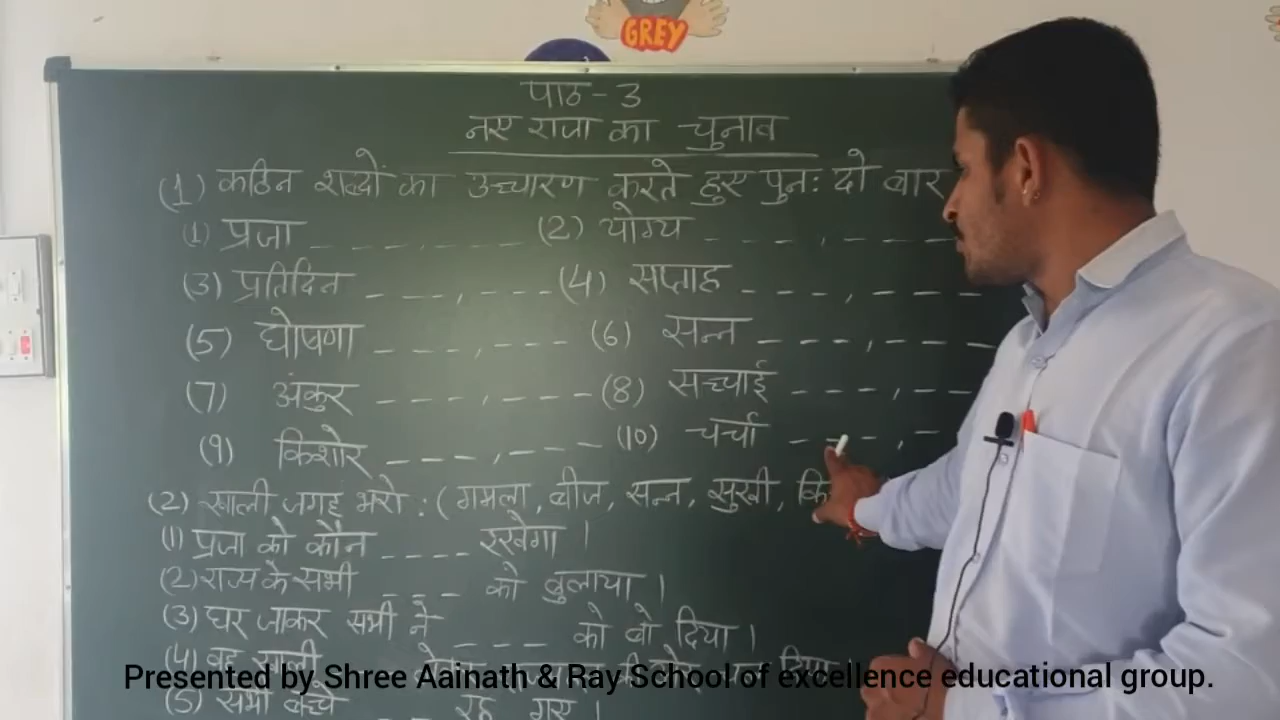 GREY
पाठ - 3
नए राजा का चुनाव
(1) कठिन शब्दों का उच्चारण करते हुए पुनः दो बार
(1) प्रजा _ _ _ , _ _ _ (2) योग्य _ _ _ , _ _ _
(3) प्रतिदिन _ _ _ , _ _ _ (4) सप्ताह _ _ _ , _ _ _
(5) घोषणा _ _ _ , _ _ _ (6) सन्न _ _ _ , _ _ _
(7) अंकुर _ _ _ , _ _ _ (8) सच्चाई _ _ _ , _ _
(9) किशोर _ _ _ , _ _ _ (10) चर्चा _ _ _ , _
(2) खाली जगह भरो : ( गमला , बीज , सन्न , सुखी , कि
(1) प्रजा को कौन _ _ _ _ रखेगा ।
(2) राज्य के सभी _ _ _ को बुलाया ।
(3) घर जाकर सभी ने _ _ _ को बो दिया ।
(4) वह खाली
Presented by Shree Aainath & Ray School of excellence educational group.
(5) सभी बच्चे _ _ रह गए ।